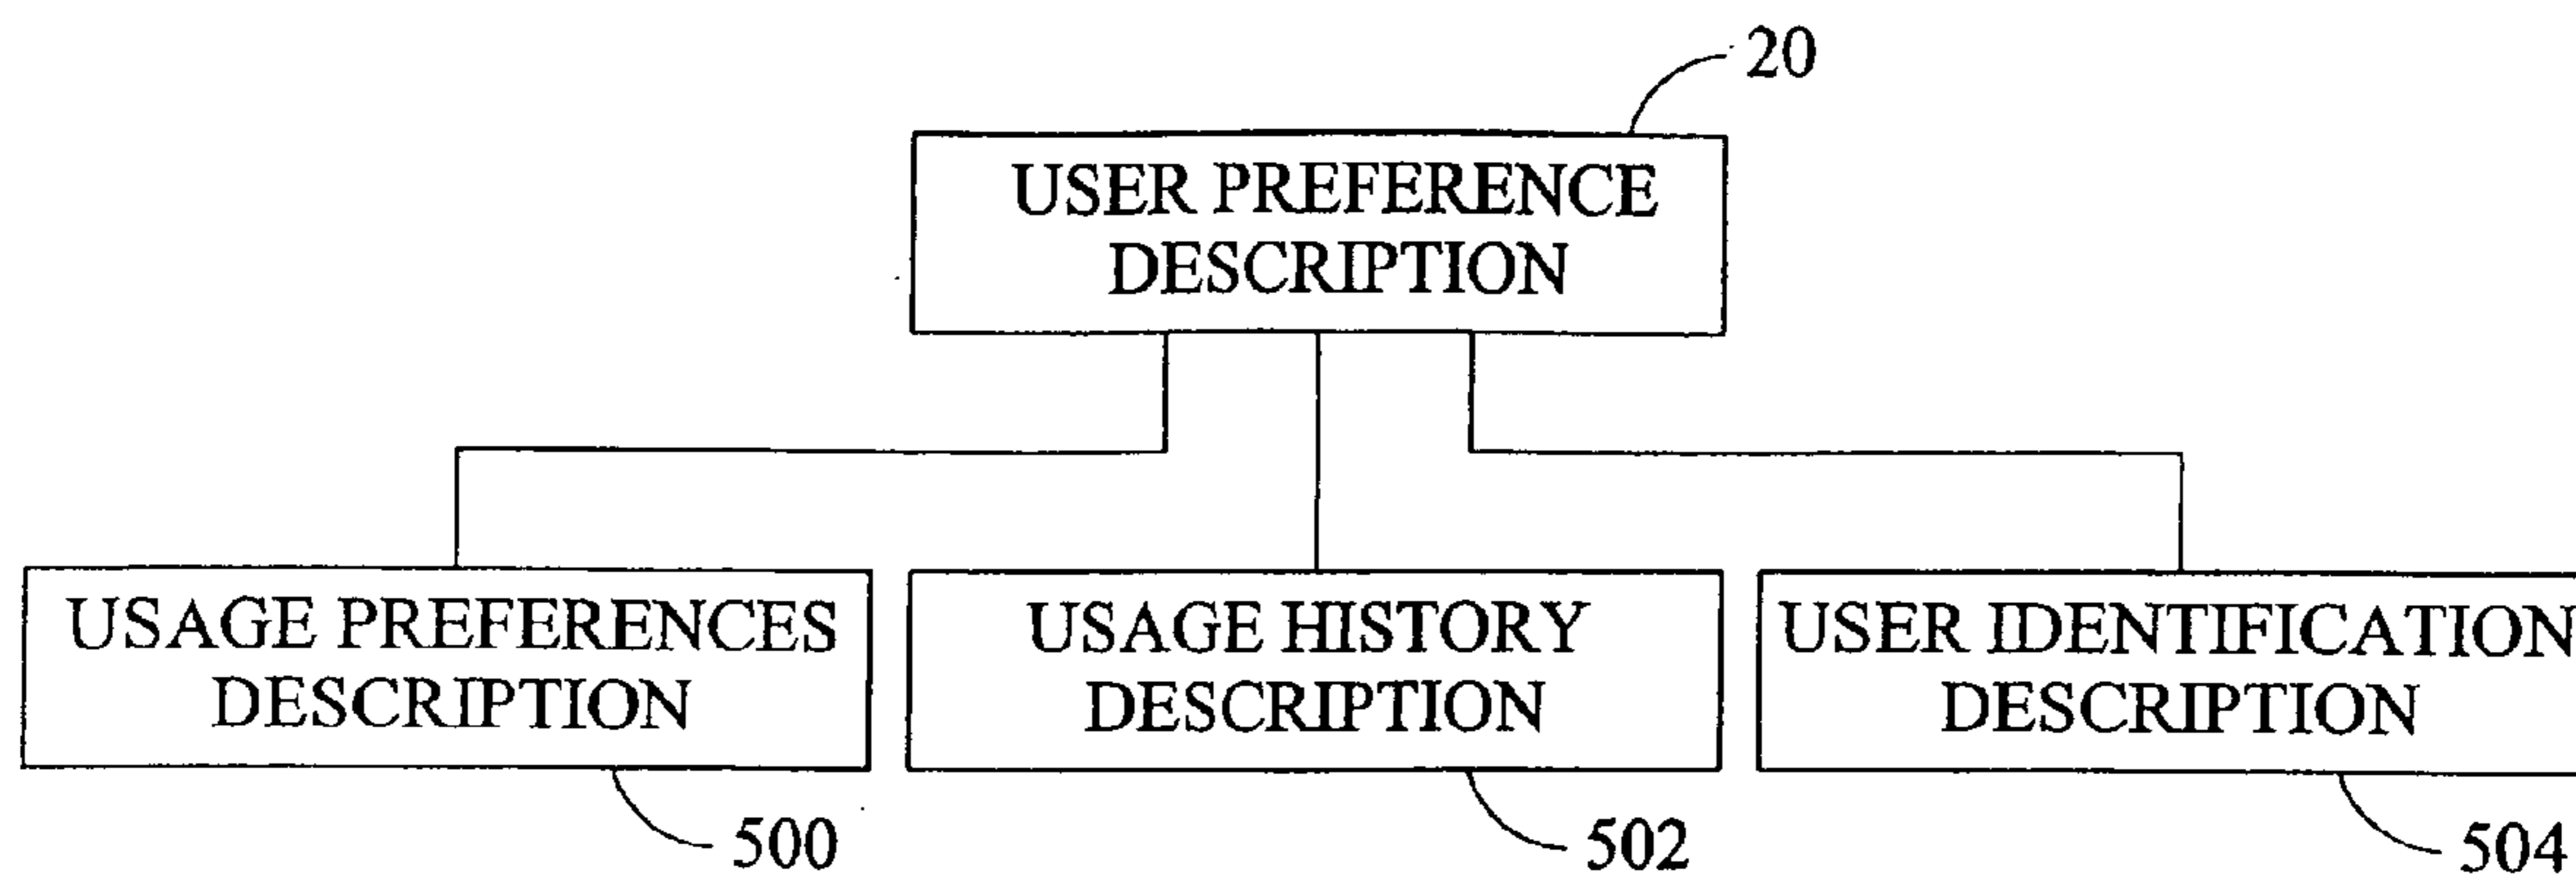 20
USER PREFERENCE
DESCRIPTION
USAGE PREFERENCES
DESCRIPTION
USAGE HISTORY
DESCRIPTION
USER IDENTIFICATION
DESCRIPTION
500
502
504